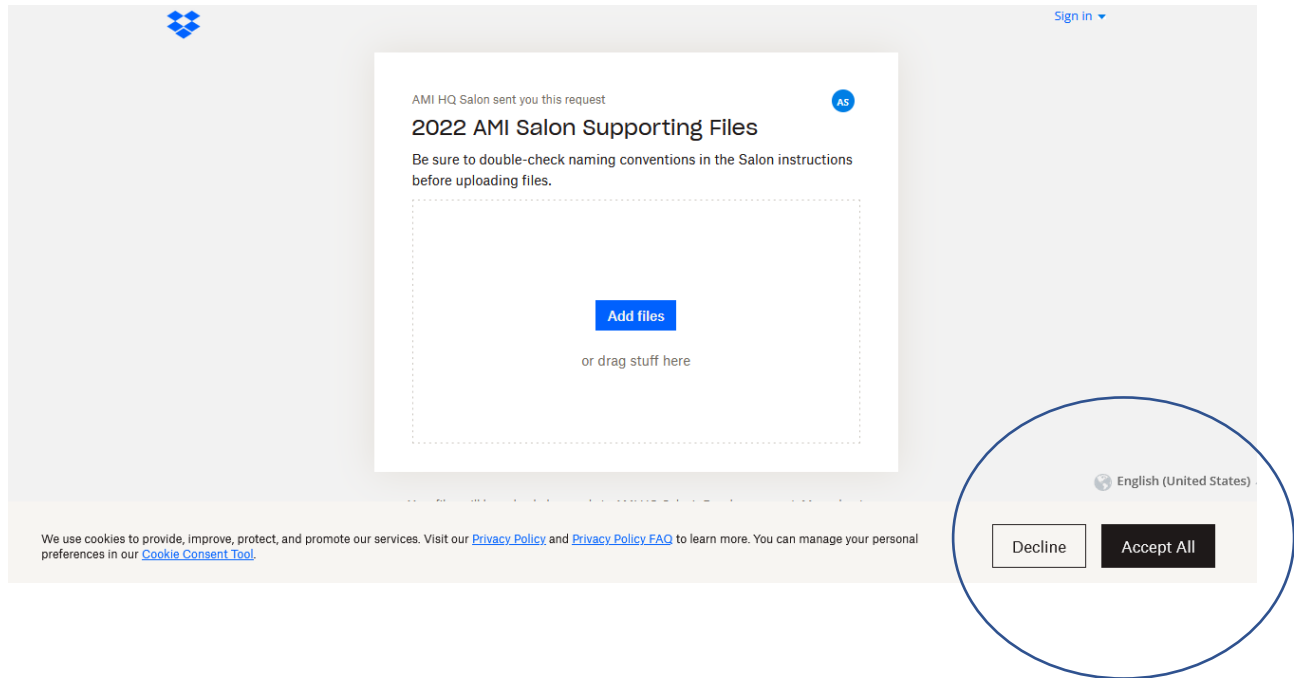 Sign in
AMI HQ Salon sent you this request
AS
2022 AMI Salon Supporting Files
Be sure to double-check naming conventions in the Salon instructions
before uploading files.
Add files
or drag stuff here
English (United States)
We use cookies to provide, improve, protect, and promote our services. Visit our Privacy Policy and Privacy Policy FAQ to learn more. You can manage your personal
preferences in our Cookie Consent Tool.
Decline
Accept All